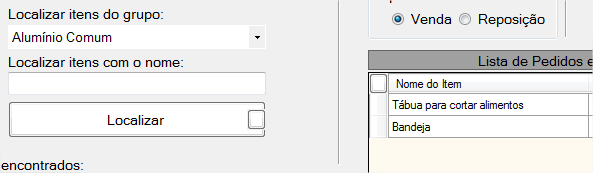 Localizar itens do grupo:
Alumínio Comum
Localizar itens com o nome:
Localizar
encontrados:
Venda Reposição
Lista de Pedidos e
Nome do Item
Tábua para cortar alimentos
Bandeja